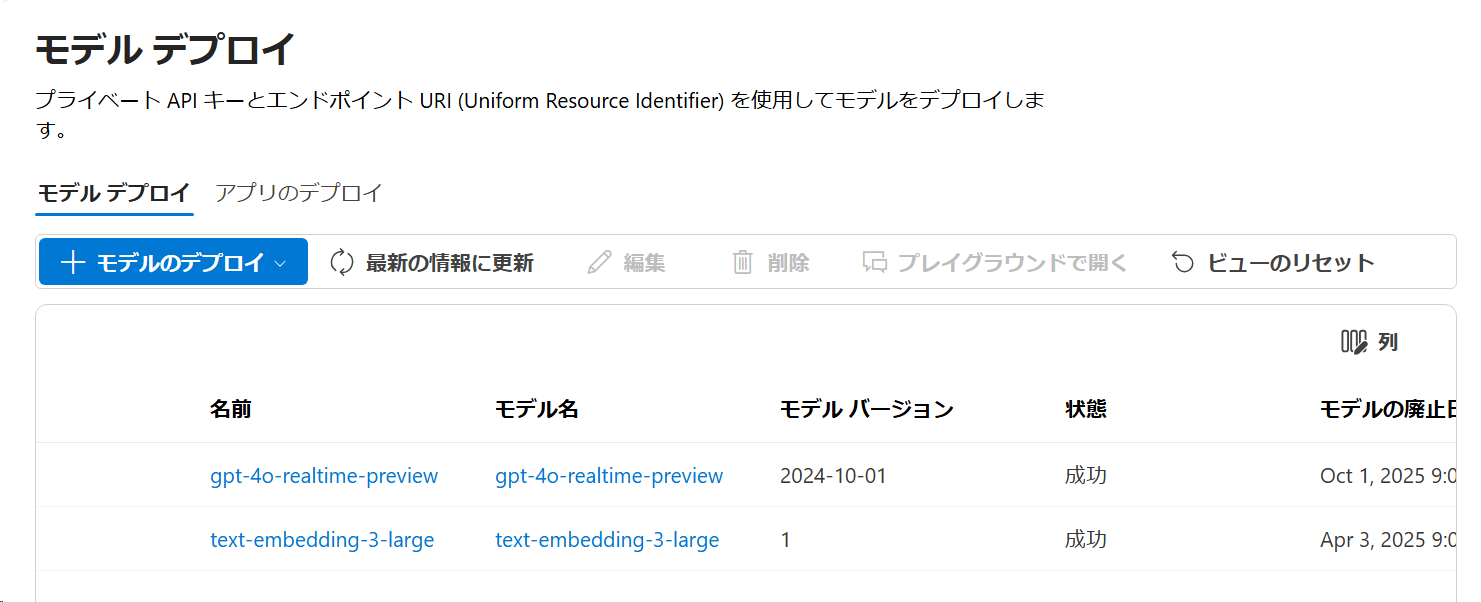 モデル デプロイ
プライベート API キーとエンドポイント URI (Uniform Resource Identifier) を使用してモデルをデプロイしま
す。
モデル デプロイ アプリのデプロイ
モデルのデプロイ 最新の情報に更新 編集 削除 プレイグラウンドで開く ビューのリセット
列
名前 モデル名 モデル バージョン 状態 モデルの廃止日
gpt-4o-realtime-preview gpt-4o-realtime-preview 2024-10-01 成功 Oct 1, 2025 9:0
text-embedding-3-large text-embedding-3-large 1 成功 Apr 3, 2025 9:0